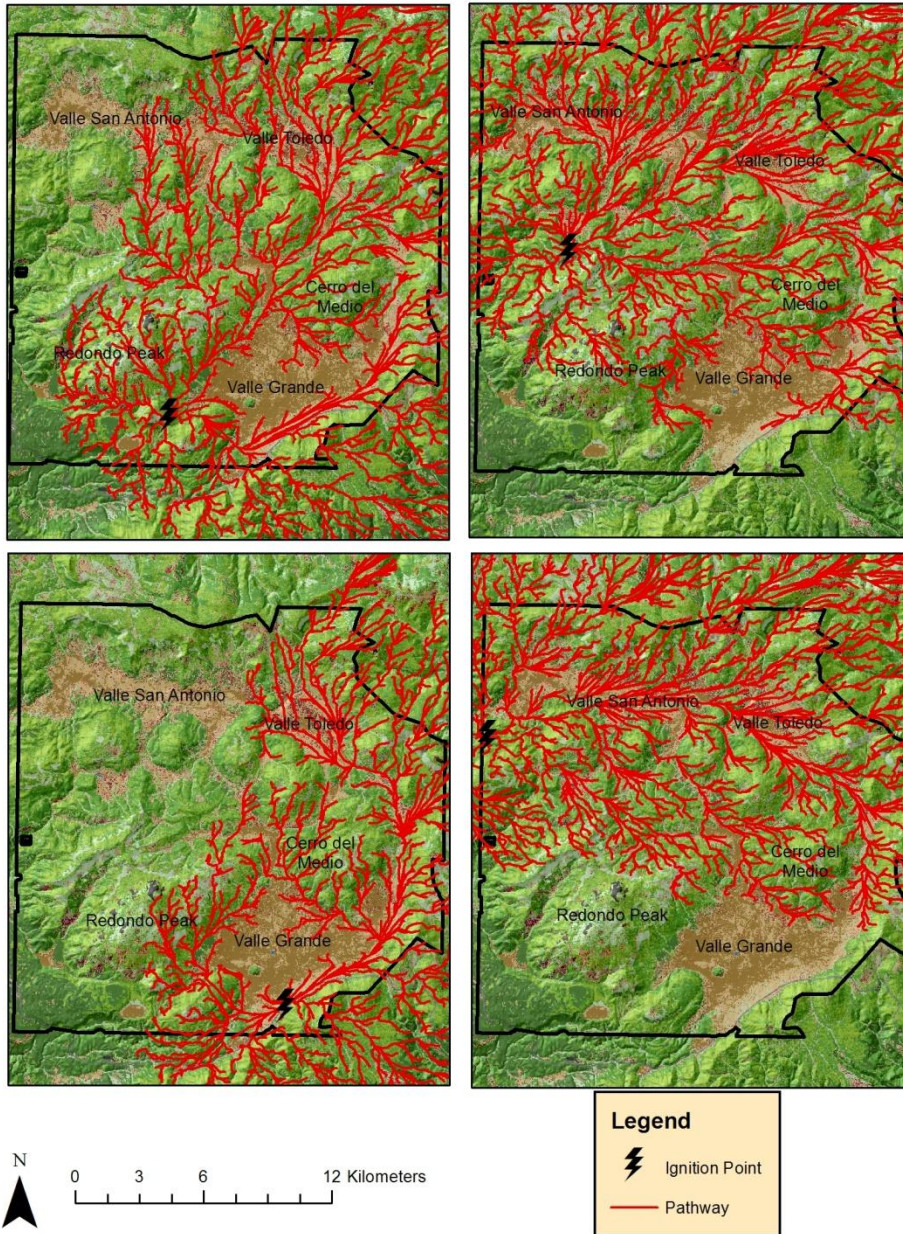 Valle San Antonio
Valle Toledo
Cerro del
Medio
Redondo Peak
Valle Grande
Valle San Antonio
Valle Toledo
Cerro del
Medio
Redondo Peak
Valle Grande
Valle San Antonio
Valle Toledo
Cerro del
Medio
Redondo Peak
Valle Grande
Valle San Antonio
Valle Toledo
Cerro del
Medio
Redondo Peak
Valle Grande
N
0 3 6 12 Kilometers
Legend
Ignition Point
Pathway